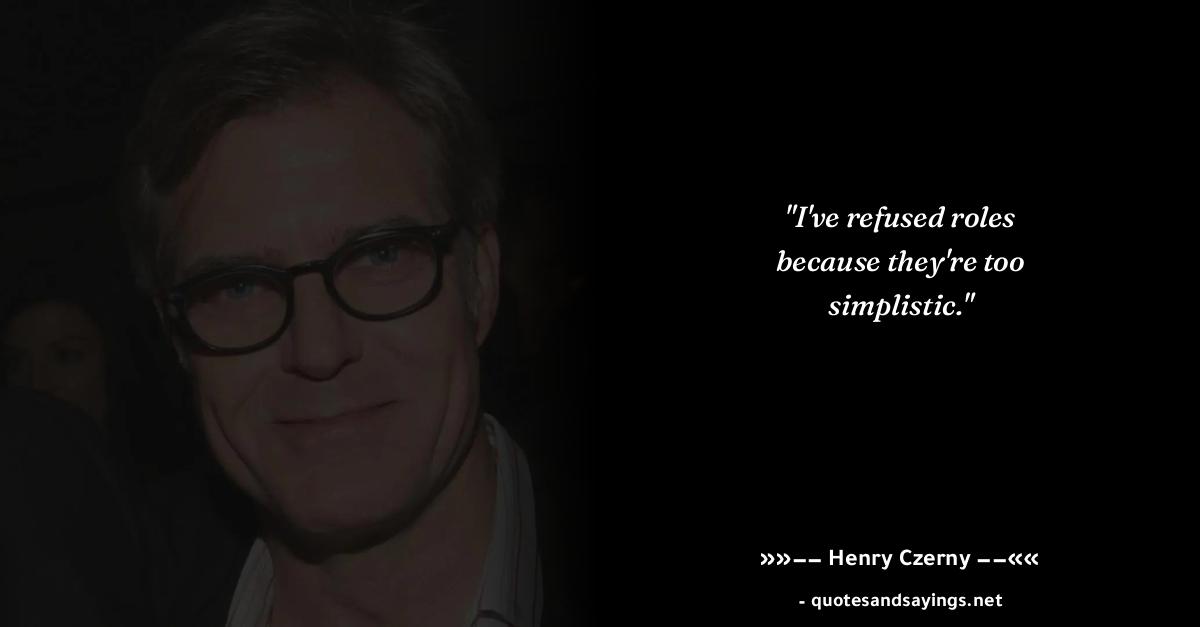 "I've refused roles
because they're too
simplistic."
»»−− Henry Czerny −−««
- quotesandsayings.net